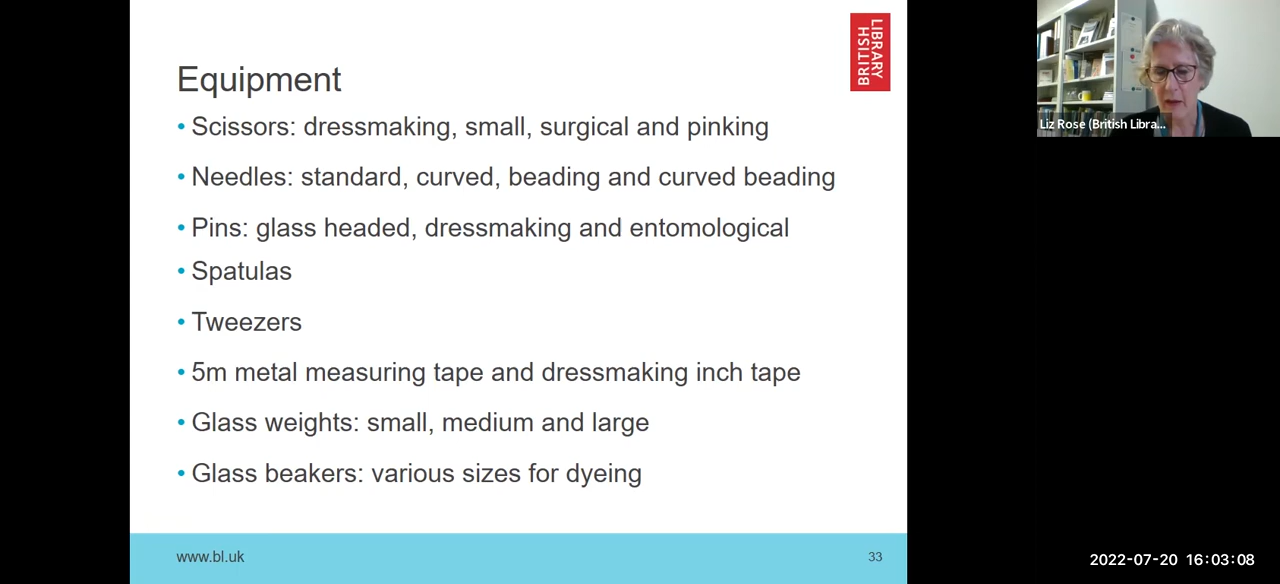 Equipment
• Scissors: dressmaking, small, surgical and pinking
• Needles: standard, curved, beading and curved beading
• Pins: glass headed, dressmaking and entomological
• Spatulas
• Tweezers
• 5m metal measuring tape and dressmaking inch tape
• Glass weights: small, medium and large
• Glass beakers: various sizes for dyeing
www.bl.uk
33
BRITISH
LIBRARY
Liz Rose (British Libra...
2022-07-20 16:03:08